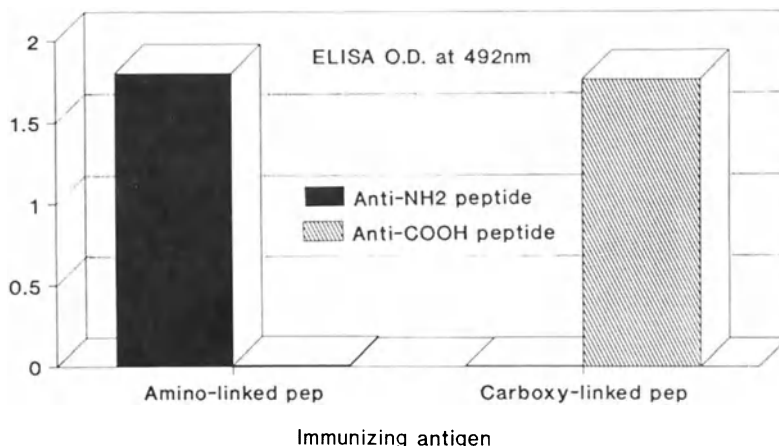 2
ELISA O.D. at 492nm
1.5
Anti-NH2 peptide
1
Anti-COOH peptide
0.5
0
Amino-linked pep Carboxy-linked pep
Immunizing antigen